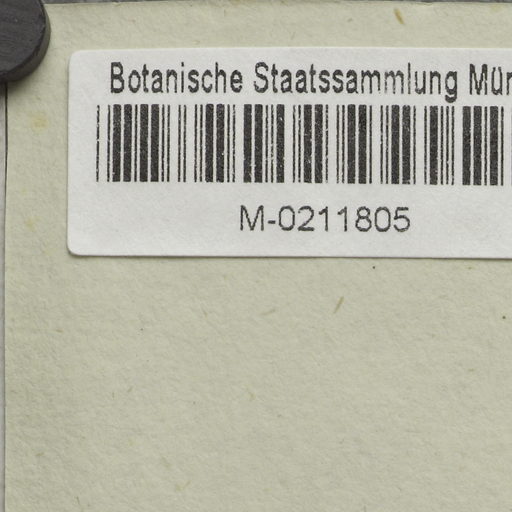 Botanische Staatssammlung Mün
M-0211805